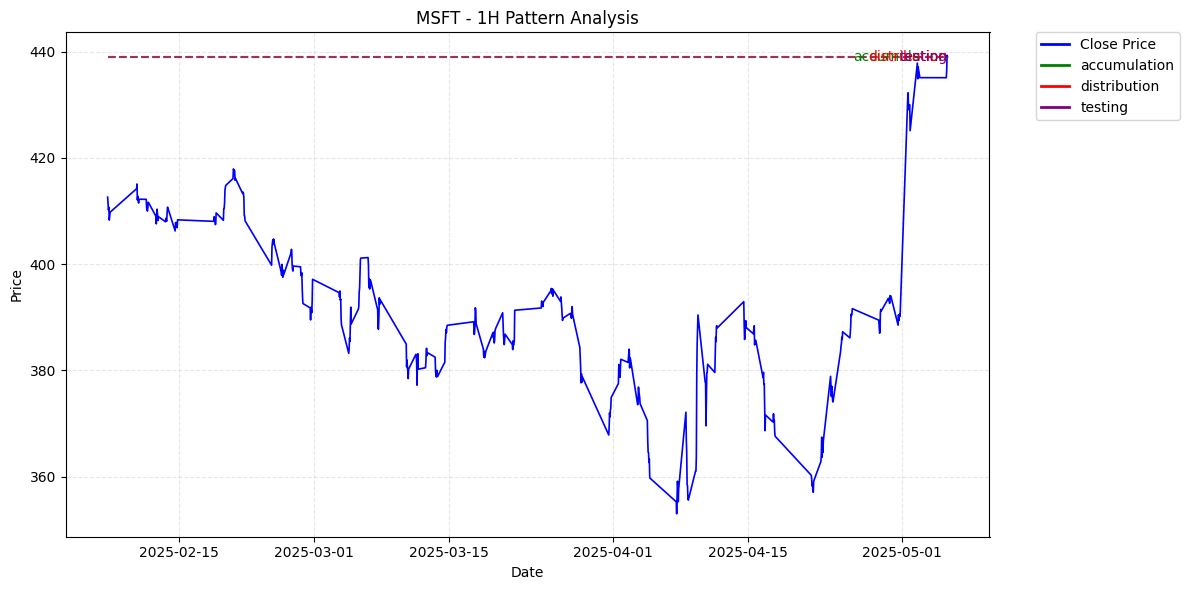 MSFT - 1H Pattern Analysis
Price
440
420
400
380
360
testing
Close Price
accumulation
distribution
testing
2025-02-15
2025-03-01
2025-03-15
2025-04-01
2025-04-15
2025-05-01
Date